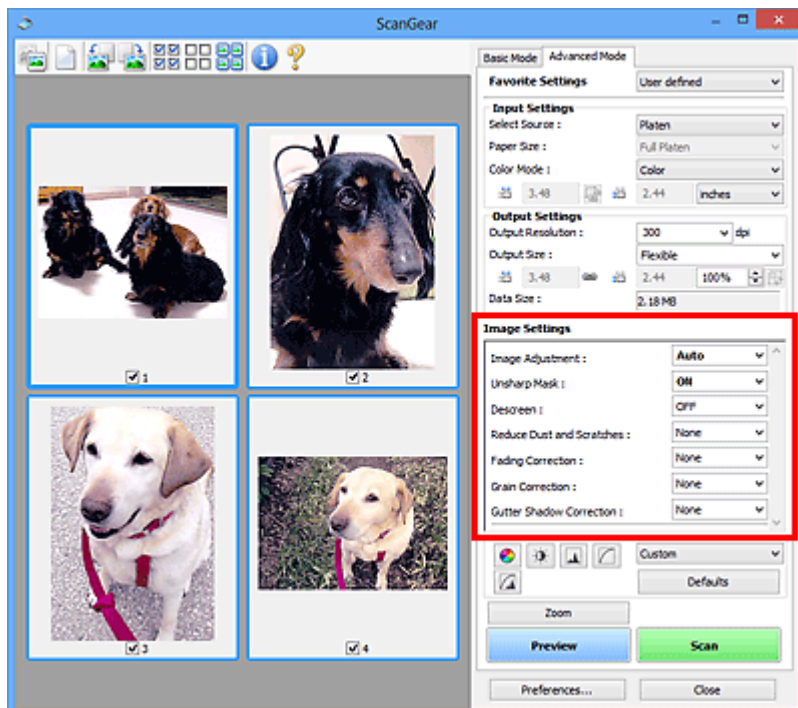 ScanGear
Basic Mode Advanced Mode
Favorite Settings User defined
Input Settings
Select Source : Platen
Paper Size : Full Platen
Color Mode : Color
3.48 2.44 inches
Output Settings
Output Resolution : 300 dpi
Output Size : Flexible
3.48 2.44 100%
Data Size : 2.18 MB
Image Settings
Image Adjustment : Auto
Unsharp Mask : ON
Descreen : OFF
Reduce Dust and Scratches : None
Fading Correction : None
Grain Correction : None
Gutter Shadow Correction : None
Custom
Defaults
Zoom
Preview Scan
Preferences... Close
1
2
3
4